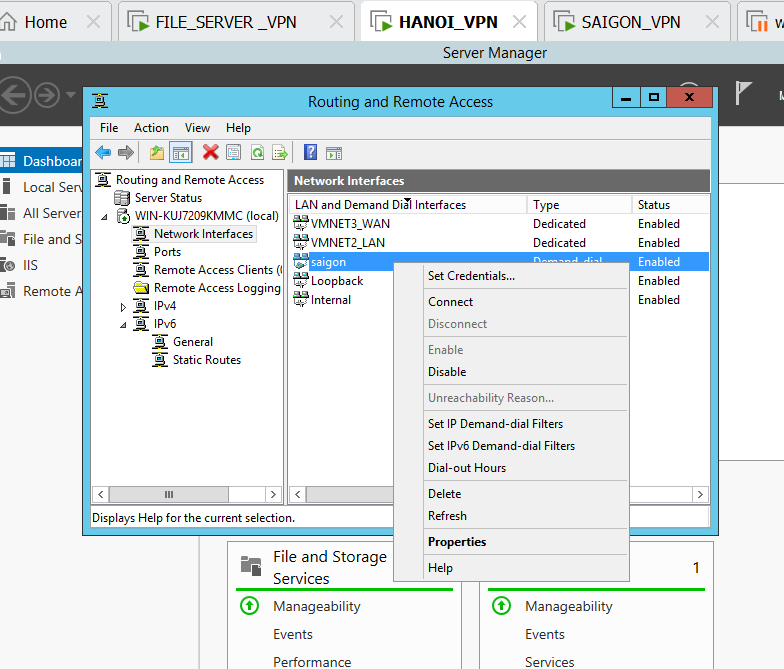 Home
FILE_SERVER _VPN
HANOI_VPN
SAIGON_VPN
Server Manager
Routing and Remote Access
File Action View Help
Dashboar
Local Serv
All Server
File and S
IIS
Remote A
Routing and Remote Access
Server Status
WIN-KUJ7209KMMC (local)
Network Interfaces
Ports
Remote Access Clients (
Remote Access Logging
IPv4
IPv6
General
Static Routes
Network Interfaces
LAN and Demand Dial Interfaces Type Status
VMNET3_WAN Dedicated Enabled
VMNET2_LAN Dedicated Enabled
saigon Demand-dial Enabled
Loopback Enabled
Internal Enabled
Set Credentials...
Connect
Disconnect
Enable
Disable
Unreachability Reason...
Set IP Demand-dial Filters
Set IPv6 Demand-dial Filters
Dial-out Hours
Delete
Refresh
Properties
Help
Displays Help for the current selection.
File and Storage
Services
1
Manageability
Events
Performance
Manageability
Events
Services